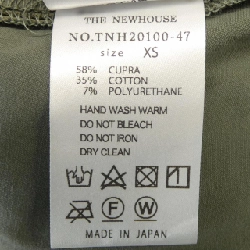 THE NEWHOUSE
NO.TNH20100-47
size XS
58% CUPRA
35% COTTON
7% POLYURETHANE
HAND WASH WARM
DO NOT BLEACH
DO NOT IRON
DRY CLEAN
MADE IN JAPAN